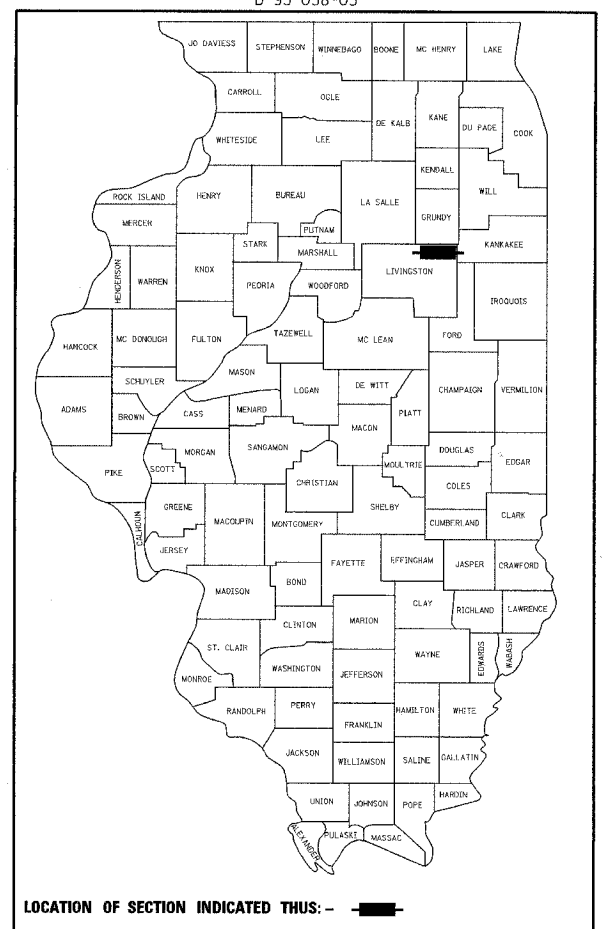 JO DAVIESS
STEPHENSON
WINNEBAGO
BOONE
MC HENRY
LAKE
CARROLL
OGLE
DE KALB
KANE
DU PAGE
COOK
WHITESIDE
LEE
KENDALL
WILL
ROCK ISLAND
HENRY
BUREAU
LA SALLE
GRUNDY
MERCER
PUTNAM
KANKAKEE
STARK
MARSHALL
LIVINGSTON
HENDERSON
WARREN
KNOX
PEORIA
WOODFORD
IROQUOIS
HANCOCK
MC DONOUGH
FULTON
TAZEWELL
MC LEAN
FORD
MASON
SCHUYLER
LOGAN
DE WITT
CHAMPAIGN
VERMILION
ADAMS
BROWN
CASS
MENARD
PIATT
MACON
MORGAN
SANGAMON
DOUGLAS
EDGAR
PIKE
SCOTT
MOULTRIE
CHRISTIAN
COLES
GREENE
SHELBY
CALHOUN
MACOUPIN
MONTGOMERY
CUMBERLAND
CLARK
JERSEY
FAYETTE
EFFINGHAM
JASPER
CRAWFORD
BOND
MADISON
CLAY
RICHLAND
LAWRENCE
CLINTON
MARION
ST. CLAIR
WAYNE
EDWARDS
WABASH
WASHINGTON
JEFFERSON
MONROE
RANDOLPH
PERRY
HAMILTON
WHITE
FRANKLIN
JACKSON
WILLIAMSON
SALINE
GALLATIN
HARDIN
UNION
JOHNSON
POPE
ALEXANDER
PULASKI
MASSAC
LOCATION OF SECTION INDICATED THUS: -